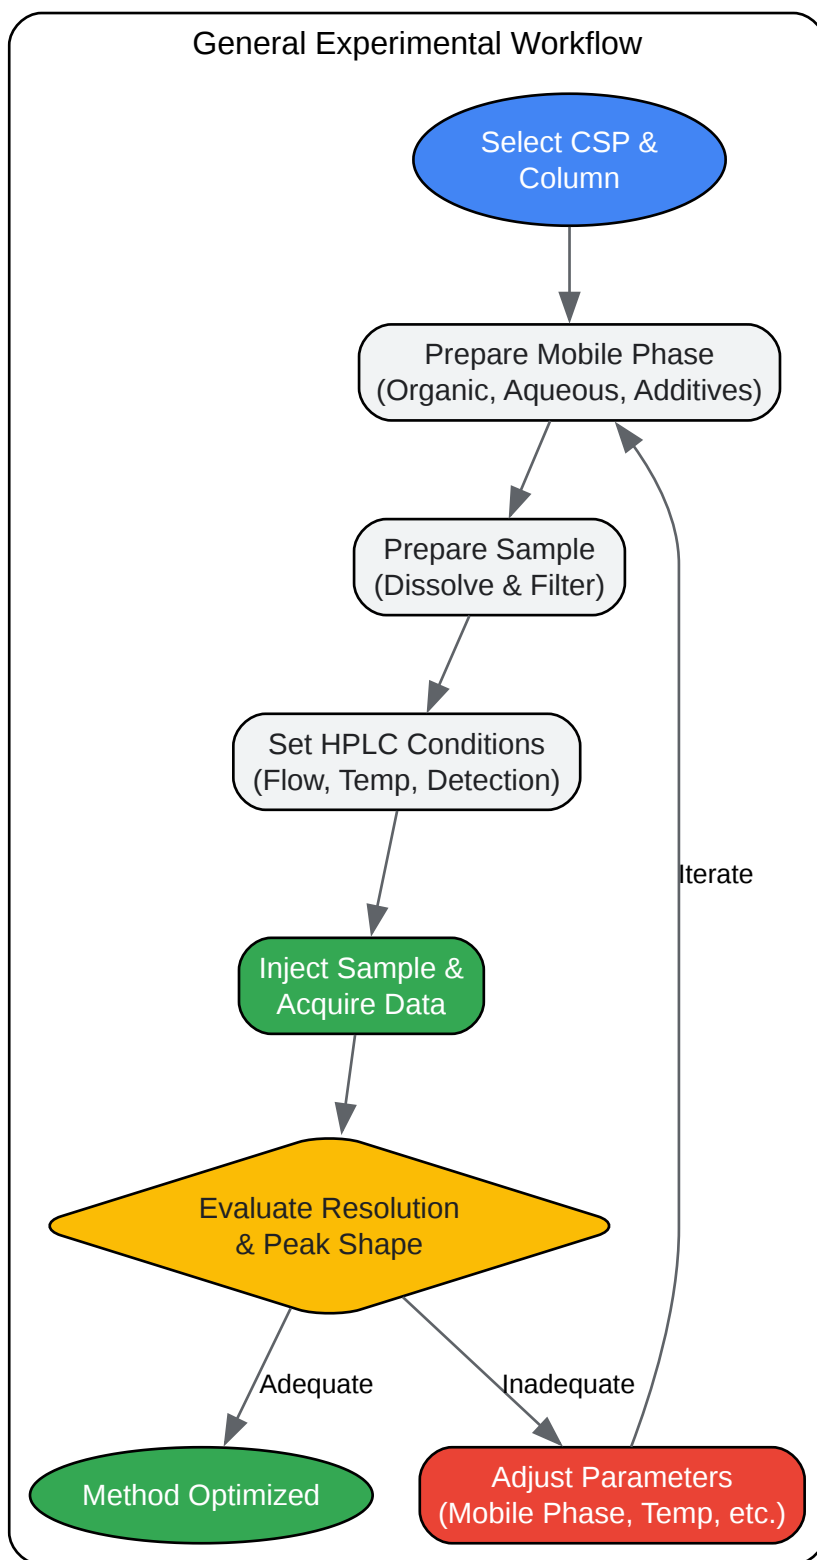 General Experimental Workflow
Select CSP &
Column
Prepare Mobile Phase
(Organic, Aqueous, Additives)
Prepare Sample
(Dissolve & Filter)
Set HPLC Conditions
(Flow, Temp, Detection)
Iterate
Inject Sample &
Acquire Data
Evaluate Resolution
& Peak Shape
Adequate
Inadequate
Method Optimized
Adjust Parameters
(Mobile Phase, Temp, etc.)